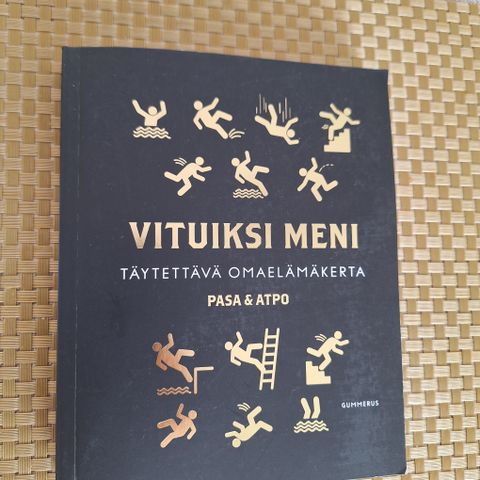 VITUIKSI MENI
TÄYTETTÄVÄ OMAELÄMÄKERTA
PASA & ATPO
GUMMERUS